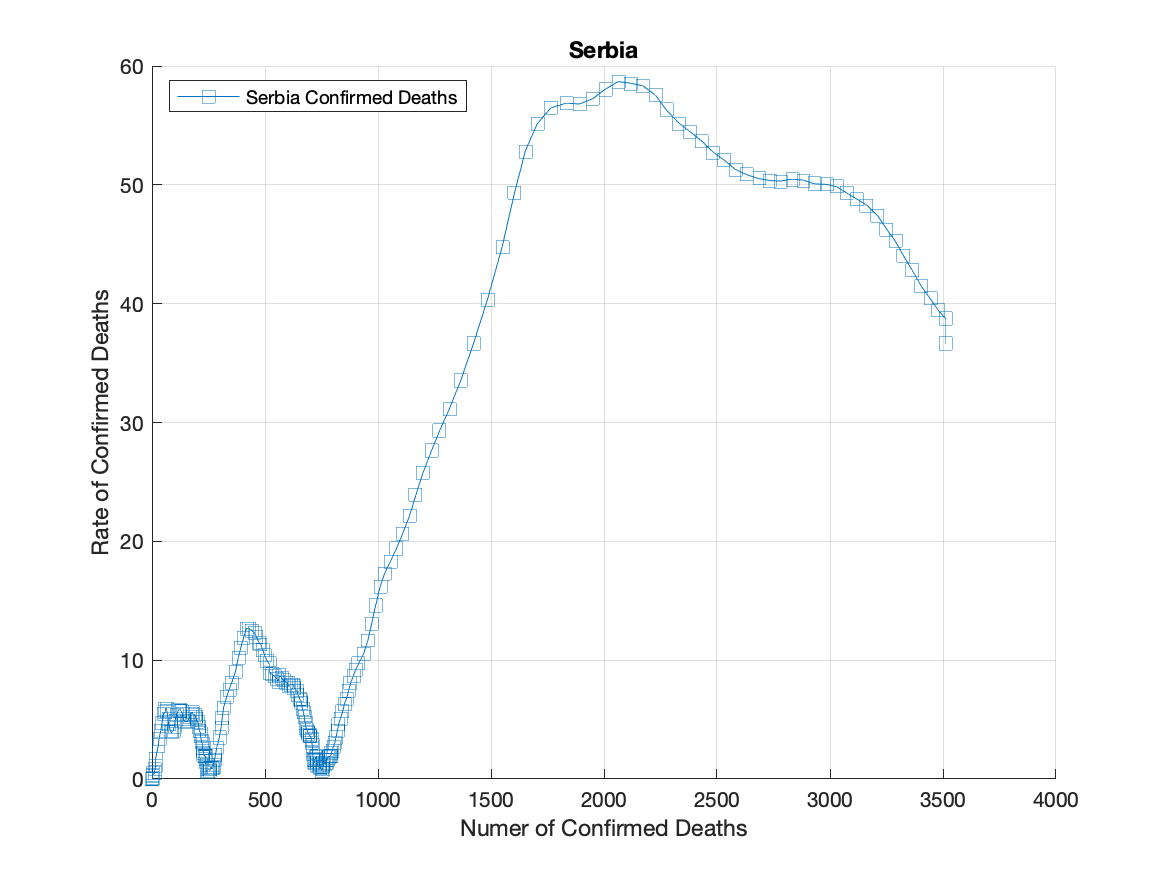 Serbia
Serbia Confirmed Deaths
60
50
40
30
20
10
0
Rate of Confirmed Deaths
0 500 1000 1500 2000 2500 3000 3500 4000
Numer of Confirmed Deaths